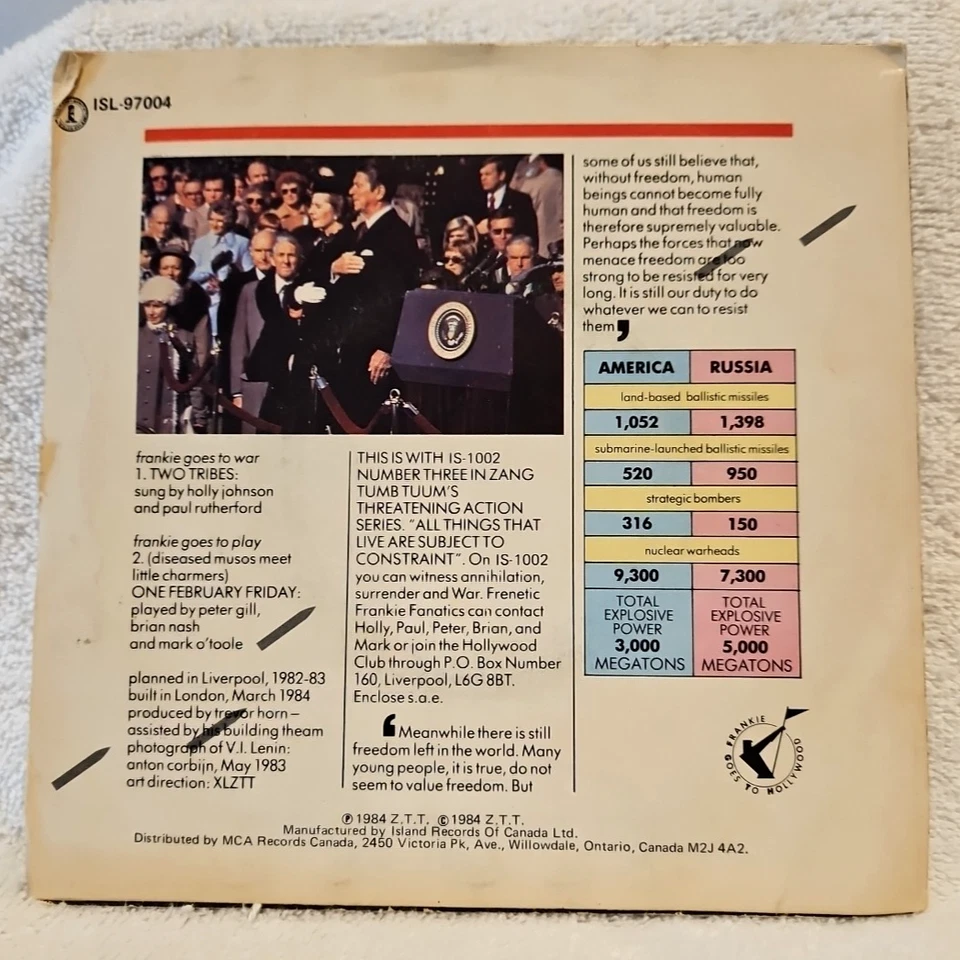 ISL-97004
frankie goes to war
1. TWO TRIBES:
sung by holly johnson
and paul rutherford
frankie goes to play
2. (diseased musos meet
little charmers)
ONE FEBRUARY FRIDAY:
played by peter gill,
brian nash
and mark o'toole
planned in Liverpool, 1982-83
built in London, March 1984
produced by trevor horn –
assisted by his building theam
photograph of V.I. Lenin:
anton corbijn, May 1983
art direction: XLZTT
THIS IS WITH IS-1002
NUMBER THREE IN ZANG
TUMB TUUM'S
THREATENING ACTION
SERIES. "ALL THINGS THAT
LIVE ARE SUBJECT TO
CONSTRAINT". On IS-1002
you can witness annihilation,
surrender and War. Frenetic
Frankie Fanatics can contact
Holly, Paul, Peter, Brian, and
Mark or join the Hollywood
Club through P.O. Box Number
160, Liverpool, L6G 8BT.
Enclose s.a.e.
‘Meanwhile there is still
freedom left in the world. Many
young people, it is true, do not
seem to value freedom. But
some of us still believe that,
without freedom, human
beings cannot become fully
human and that freedom is
therefore supremely valuable.
Perhaps the forces that now
menace freedom are too
strong to be resisted for very
long. It is still our duty to do
whatever we can to resist
them’
AMERICA RUSSIA
land-based ballistic missiles
1,052 1,398
submarine-launched ballistic missiles
520 950
strategic bombers
316 150
nuclear warheads
9,300 7,300
TOTAL TOTAL
EXPLOSIVE EXPLOSIVE
POWER POWER
3,000 5,000
MEGATONS MEGATONS
FRANKIE GOES TO HOLLYWOOD
℗ 1984 Z.T.T. © 1984 Z.T.T.
Manufactured by Island Records Of Canada Ltd.
Distributed by MCA Records Canada, 2450 Victoria Pk, Ave., Willowdale, Ontario, Canada M2J 4A2.